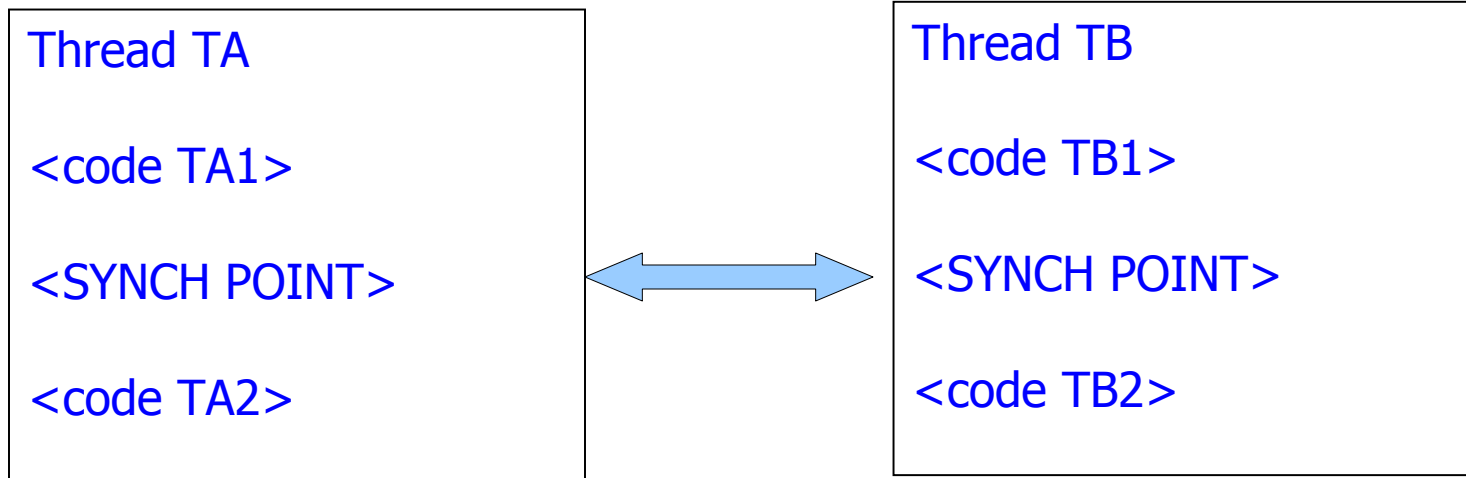 Thread TA
<code TA1>
<SYNCH POINT>
<code TA2>
Thread TB
<code TB1>
<SYNCH POINT>
<code TB2>